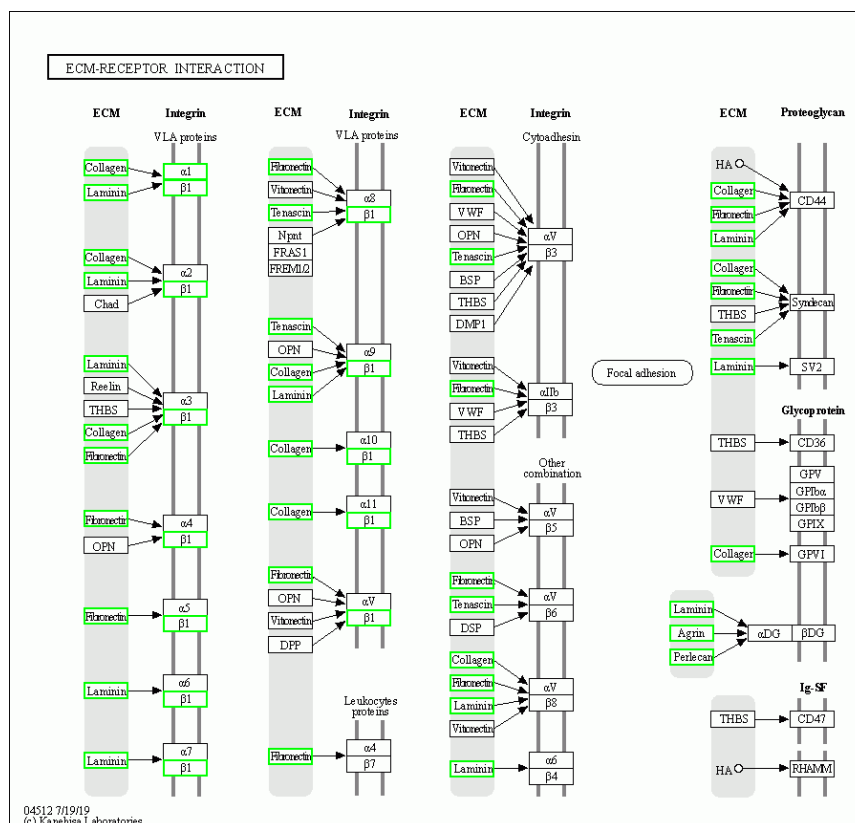 ECM-RECEPTOR INTERACTION
ECM Integrin
VLA proteins
Collagen
Laminin
α1
β1
Collagen
Laminin
Chad
α2
β1
Laminin
Reelin
THBS
Collagen
Fibronectin
α3
β1
Fibronectin
OPN
α4
β1
Fibronectin
α5
β1
Laminin
α6
β1
Laminin
α7
β1
ECM Integrin
VLA proteins
Fibronectin
Vitronectin
Tenascin
Npnt
FRAS1
FREM1/2
α8
β1
Tenascin
OPN
Collagen
Laminin
α9
β1
Collagen
α10
β1
Collagen
α11
β1
Fibronectin
OPN
Vitronectin
DPP
αV
β1
Leukocytes
proteins
Fibronectin
α4
β7
ECM Integrin
Cytoadhesin
Vitronectin
Fibronectin
VWF
OPN
Tenascin
BSP
THBS
DMP1
αV
β3
Vitronectin
Fibronectin
VWF
THBS
αIIb
β3
Other
combination
Vitronectin
BSP
OPN
αV
β5
Fibronectin
Tenascin
DSP
αV
β6
Collagen
Fibronectin
Laminin
Vitronectin
αV
β8
Laminin
α6
β4
Focal adhesion
ECM Proteoglycan
HA
Collagen
Fibronectin
Laminin
CD44
Collagen
Fibronectin
THBS
Tenascin
Syndecan
Laminin
SV2
Glycoprotein
THBS
CD36
VWF
GPV
GPIbα
GPIbβ
GPIX
Collagen
GPVI
Laminin
Agrin
Perlecan
αDG
βDG
Ig-SF
THBS
CD47
HA
RHAMM
04512 7/19/19
(c) Kanehisa Laboratories